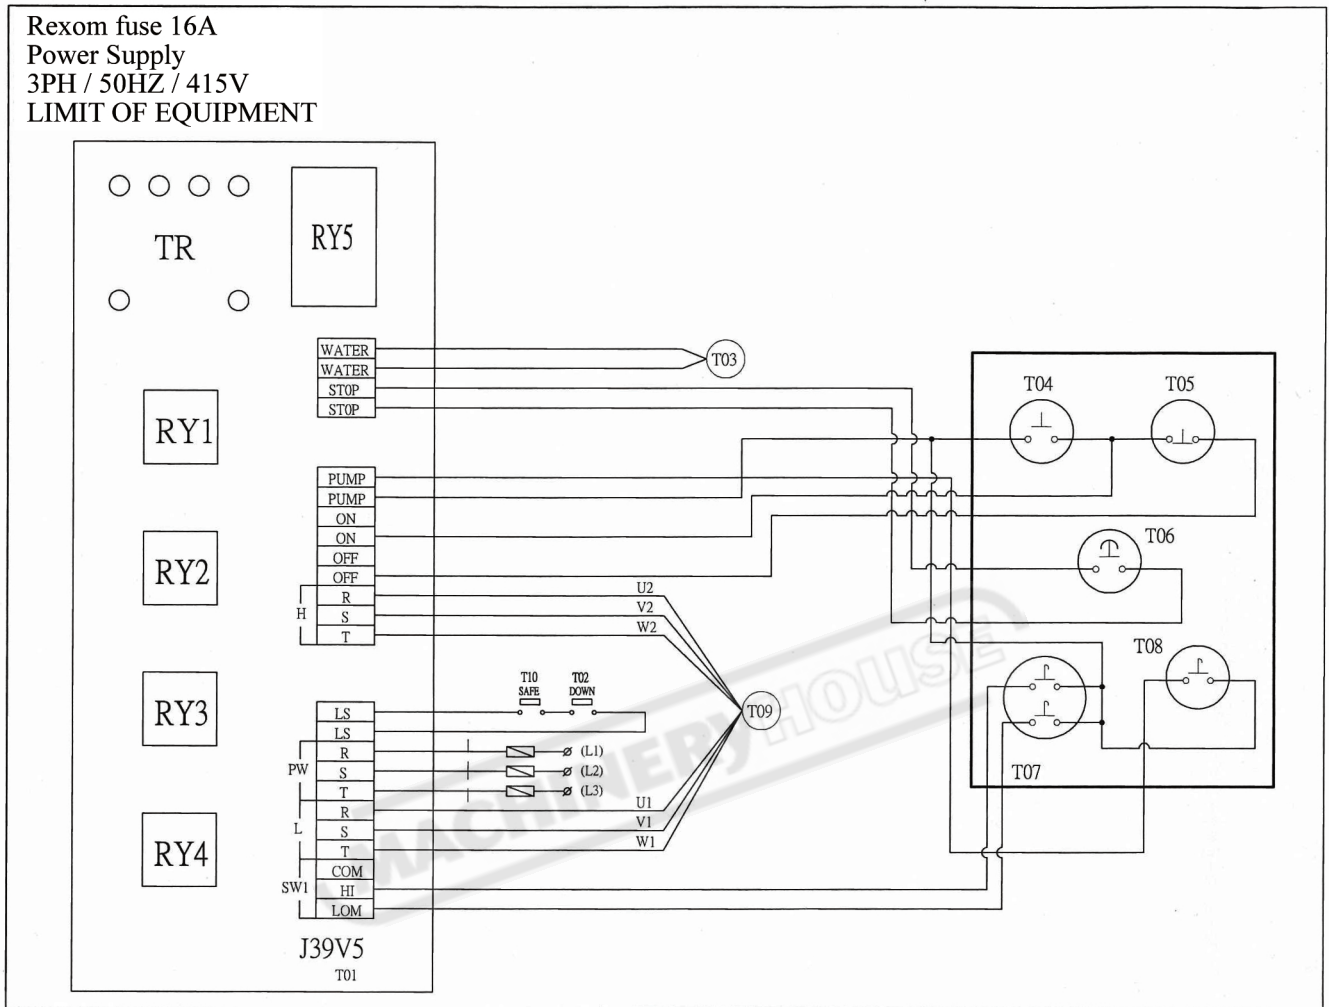 Rexom fuse 16A
Power Supply
3PH / 50HZ / 415V
LIMIT OF EQUIPMENT
TR
RY5
WATER
WATER
STOP
STOP
T03
T04
T05
RY1
PUMP
PUMP
ON
ON
OFF
OFF
R
S
T
H
U2
V2
W2
T06
RY2
T08
T10
SAFE
T02
DOWN
T09
RY3
LS
LS
R
S
T
PW
(L1)
(L2)
(L3)
T07
R
S
T
L
U1
V1
W1
RY4
COM
HI
LOM
SW1
J39V5
T01
MACHINERYHOUSE